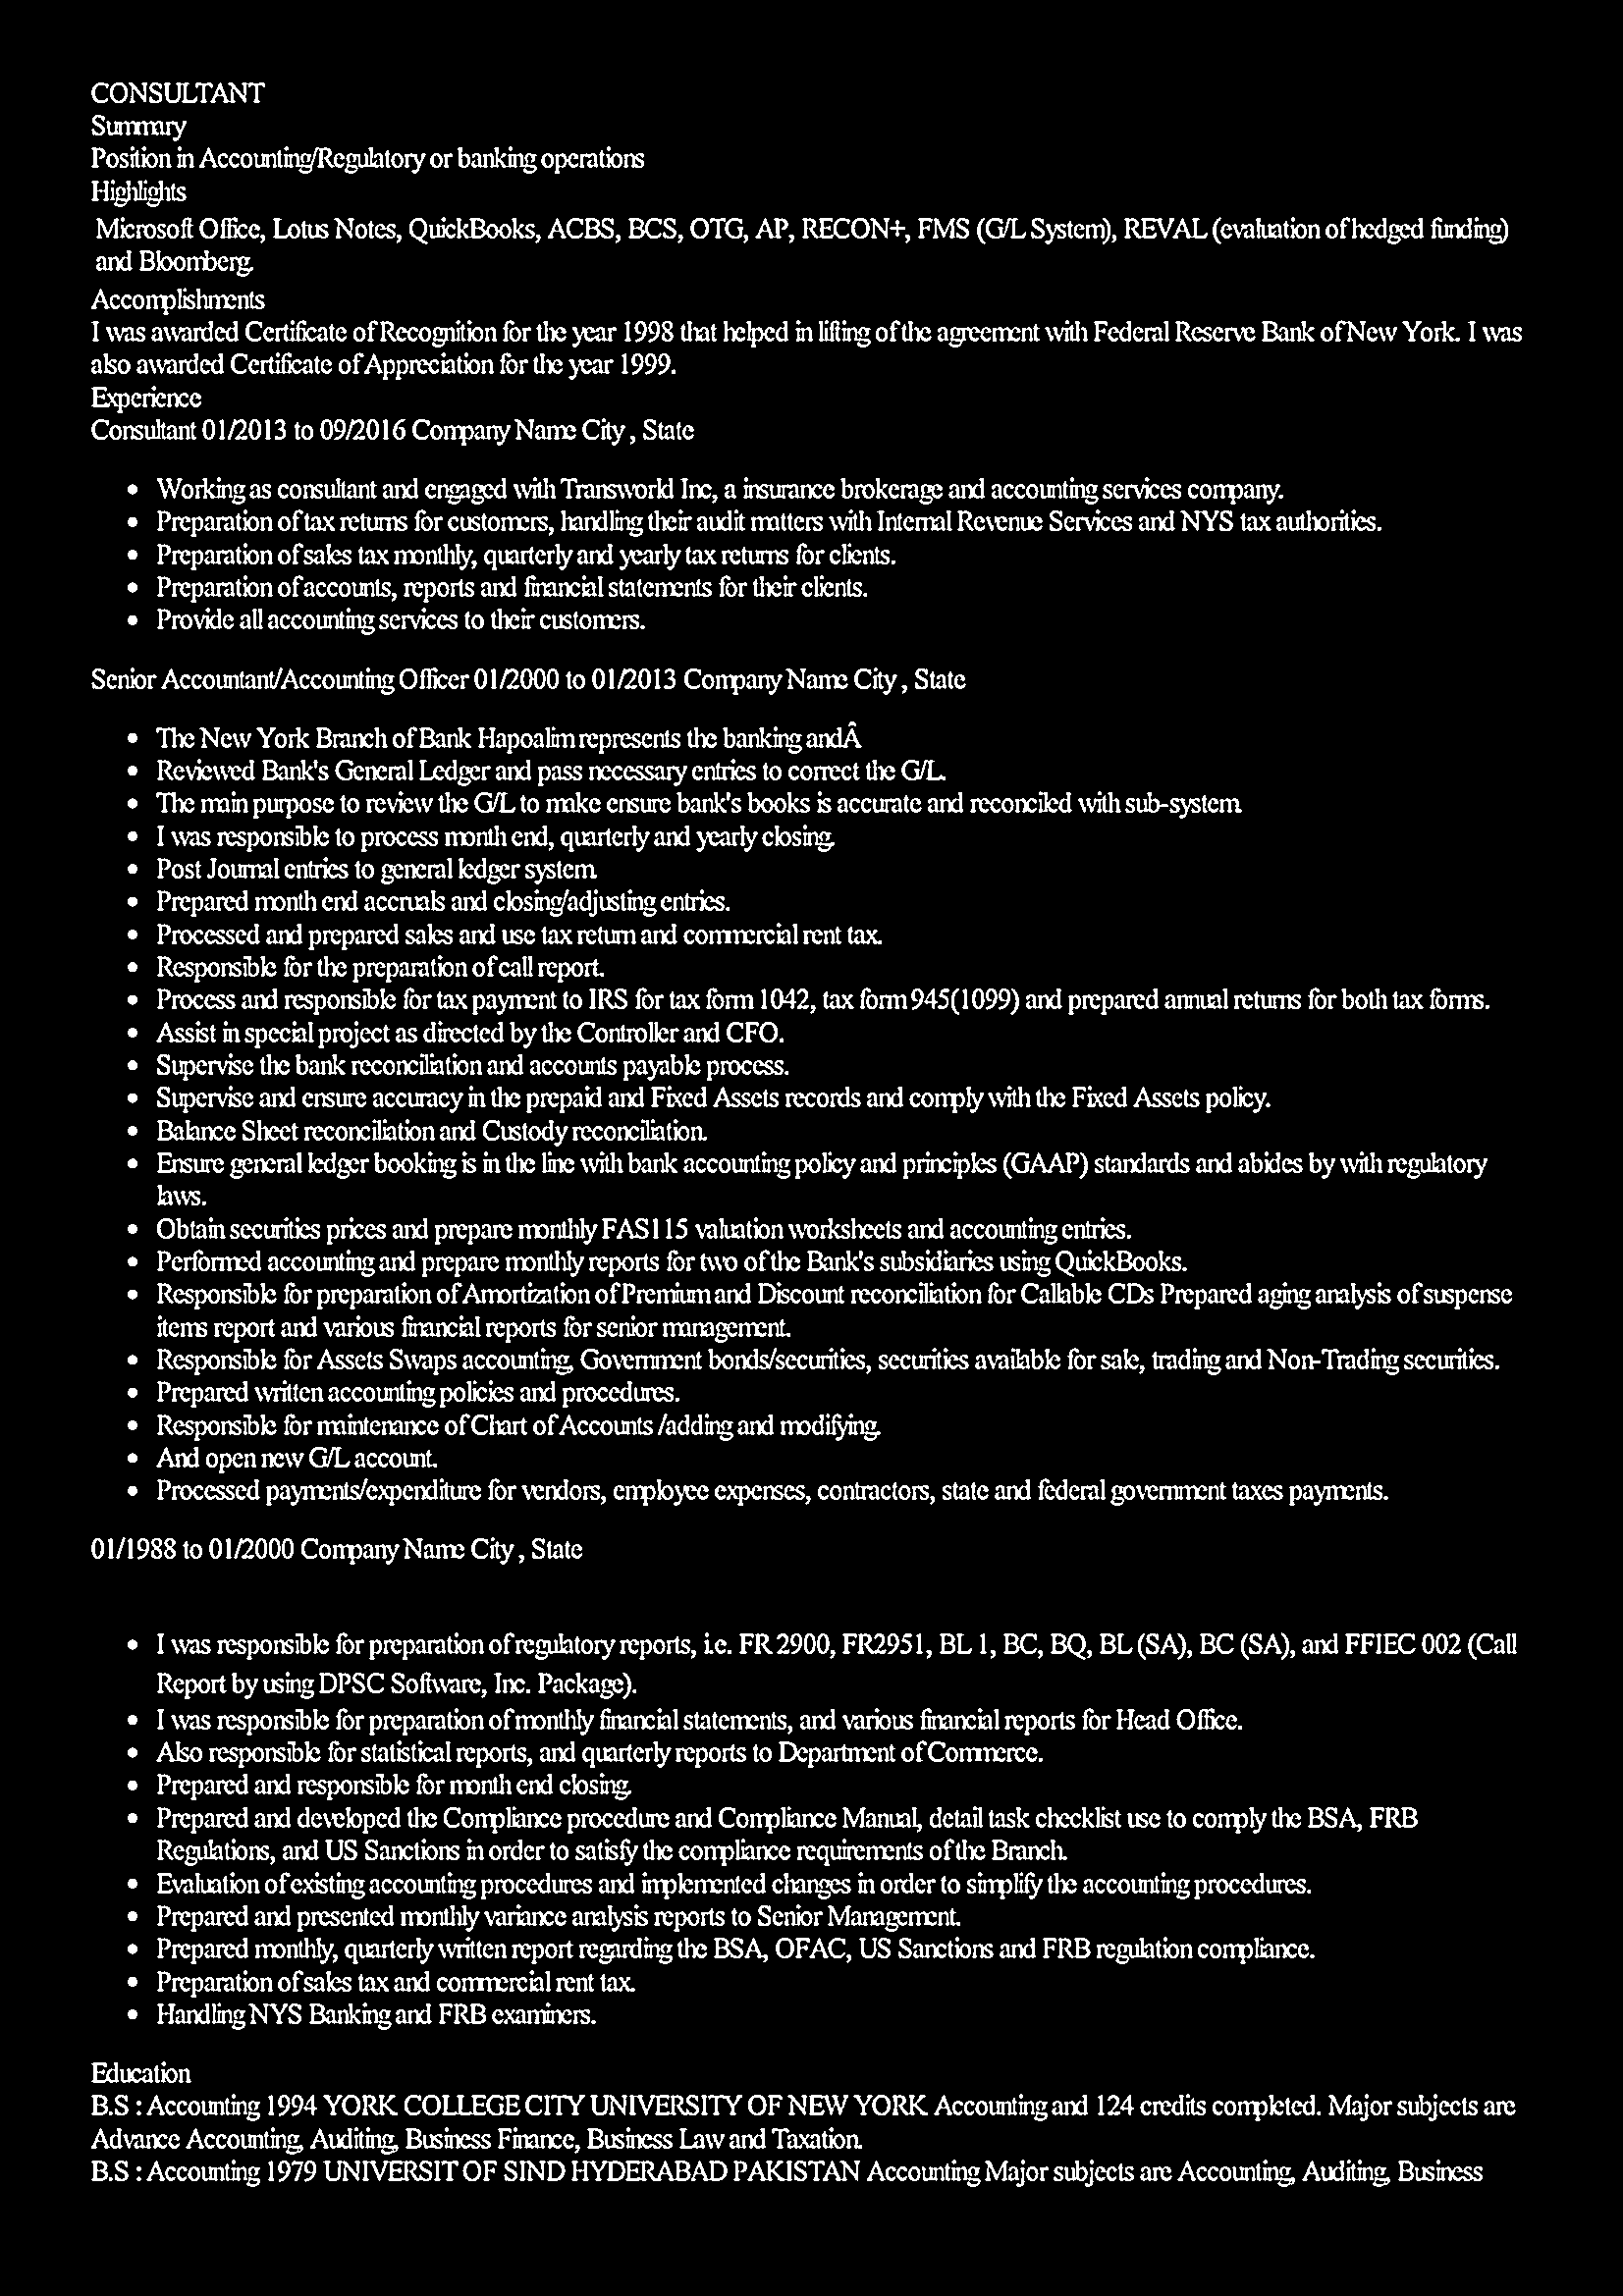 CONSULTANT
Summary
Position in Accounting/Regulatory or banking operations
Highlights
Microsoft Office, Lotus Notes, QuickBooks, ACBS, BCS, OTG, AP, RECON+, FMS (G/L System), REVAL (evaluation of hedged funding)
and Bloomberg.
Accomplishments
I was awarded Certificate of Recognition for the year 1998 that helped in lifting of the agreement with Federal Reserve Bank of New York. I was
also awarded Certificate of Appreciation for the year 1999.
Experience
Consultant 01/2013 to 09/2016 Company Name City , State
• Working as consultant and engaged with Transworld Inc, a insurance brokerage and accounting services company.
• Preparation of tax returns for customers, handling their audit matters with Internal Revenue Services and NYS tax authorities.
• Preparation of sales tax monthly, quarterly and yearly tax returns for clients.
• Preparation of accounts, reports and financial statements for their clients.
• Provide all accounting services to their customers.
Senior Accountant/Accounting Officer 01/2000 to 01/2013 Company Name City , State
• The New York Branch of Bank Hapoalim represents the banking andÂ
• Reviewed Bank's General Ledger and pass necessary entries to correct the G/L.
• The main purpose to review the G/L to make ensure bank's books is accurate and reconciled with sub-system.
• I was responsible to process month end, quarterly and yearly closing.
• Post Journal entries to general ledger system.
• Prepared month end accruals and closing/adjusting entries.
• Processed and prepared sales and use tax return and commercial rent tax.
• Responsible for the preparation of call report.
• Process and responsible for tax payment to IRS for tax form 1042, tax form 945(1099) and prepared annual returns for both tax forms.
• Assist in special project as directed by the Controller and CFO.
• Supervise the bank reconciliation and accounts payable process.
• Supervise and ensure accuracy in the prepaid and Fixed Assets records and comply with the Fixed Assets policy.
• Balance Sheet reconciliation and Custody reconciliation.
• Ensure general ledger booking is in the line with bank accounting policy and principles (GAAP) standards and abides by with regulatory
laws.
• Obtain securities prices and prepare monthly FAS115 valuation worksheets and accounting entries.
• Performed accounting and prepare monthly reports for two of the Bank's subsidiaries using QuickBooks.
• Responsible for preparation of Amortization of Premium and Discount reconciliation for Callable CDs Prepared aging analysis of suspense
items report and various financial reports for senior management.
• Responsible for Assets Swaps accounting, Government bonds/securities, securities available for sale, trading and Non-Trading securities.
• Prepared written accounting policies and procedures.
• Responsible for maintenance of Chart of Accounts /adding and modifying.
• And open new G/L account.
• Processed payments/expenditure for vendors, employee expenses, contractors, state and federal government taxes payments.
01/1988 to 01/2000 Company Name City , State
• I was responsible for preparation of regulatory reports, i.e. FR 2900, FR2951, BL 1, BC, BQ, BL (SA), BC (SA), and FFIEC 002 (Call
Report by using DPSC Software, Inc. Package).
• I was responsible for preparation of monthly financial statements, and various financial reports for Head Office.
• Also responsible for statistical reports, and quarterly reports to Department of Commerce.
• Prepared and responsible for month end closing.
• Prepared and developed the Compliance procedure and Compliance Manual, detail task checklist use to comply the BSA, FRB
Regulations, and US Sanctions in order to satisfy the compliance requirements of the Branch.
• Evaluation of existing accounting procedures and implemented changes in order to simplify the accounting procedures.
• Prepared and presented monthly variance analysis reports to Senior Management.
• Prepared monthly, quarterly written report regarding the BSA, OFAC, US Sanctions and FRB regulation compliance.
• Preparation of sales tax and commercial rent tax.
• Handling NYS Banking and FRB examiners.
Education
B.S : Accounting 1994 YORK COLLEGE CITY UNIVERSITY OF NEW YORK Accounting and 124 credits completed. Major subjects are
Advance Accounting, Auditing, Business Finance, Business Law and Taxation.
B.S : Accounting 1979 UNIVERSIT OF SIND HYDERABAD PAKISTAN Accounting Major subjects are Accounting, Auditing, Business